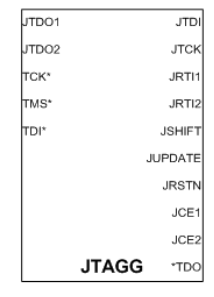 JTDO1 JTDI
JTDO2 JTCK
TCK* JRTI1
TMS* JRTI2
TDI* JSHIFT
JUPDATE
JRSTN
JCE1
JCE2
JTAGG *TDO